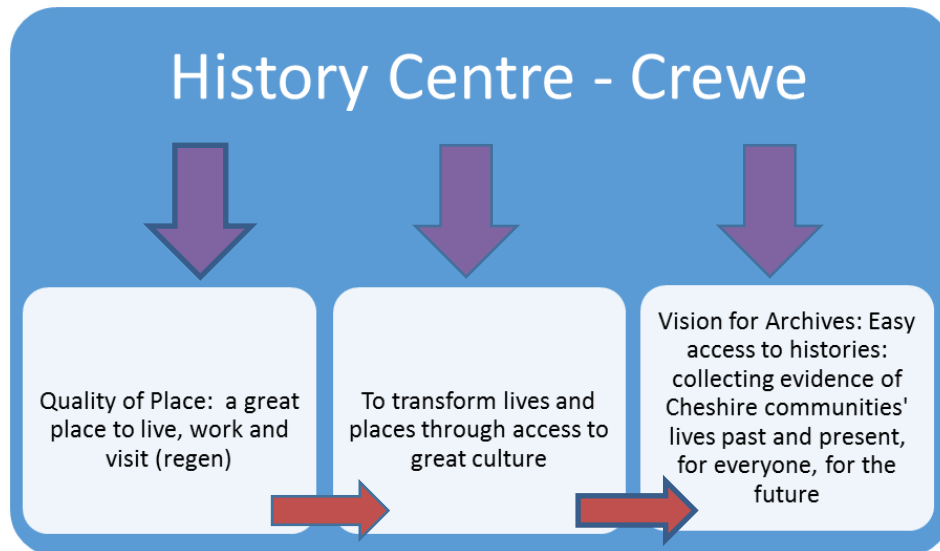 History Centre - Crewe
Quality of Place:  a great
place to live, work and
visit (regen)
To transform lives and
places through access to
great culture
Vision for Archives: Easy
access to histories:
collecting evidence of
Cheshire communities'
lives past and present,
for everyone, for the
future